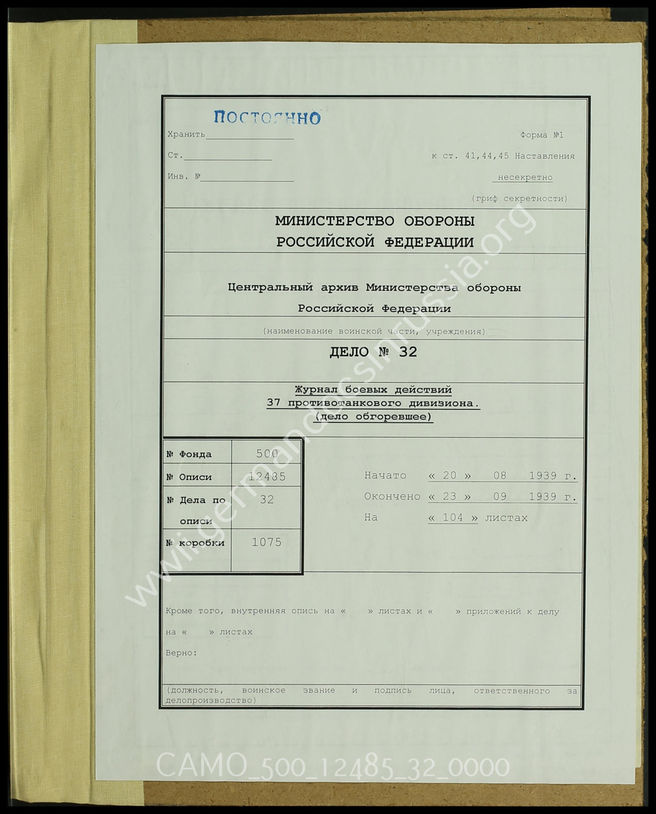 ПОСТОЯННО
Хранить
Форма №1
Ст.
к ст. 41,44,45 Наставления
Инв. №
несекретно
(гриф секретности)
МИНИСТЕРСТВО ОБОРОНЫ
РОССИЙСКОЙ ФЕДЕРАЦИИ
Центральный архив Министерства обороны
Российской Федерации
(наименование воинской части, учреждения)
ДЕЛО № 32
Журнал боевых действий
37 противотанкового дивизиона.
(дело обгоревшее)
№ Фонда 500
№ Описи 12485
№ Дела по описи 32
№ коробки 1075
Начато « 20 » 08 1939 г.
Окончено « 23 » 09 1939 г.
На « 104 » листах
Кроме того, внутренняя опись на « » листах и « » приложений к делу
на « » листах
Верно:
(должность, воинское звание и подпись лица, ответственного за
делопроизводство)
www.germandocsinrussia.org
CAMO_500_12485_32_0000